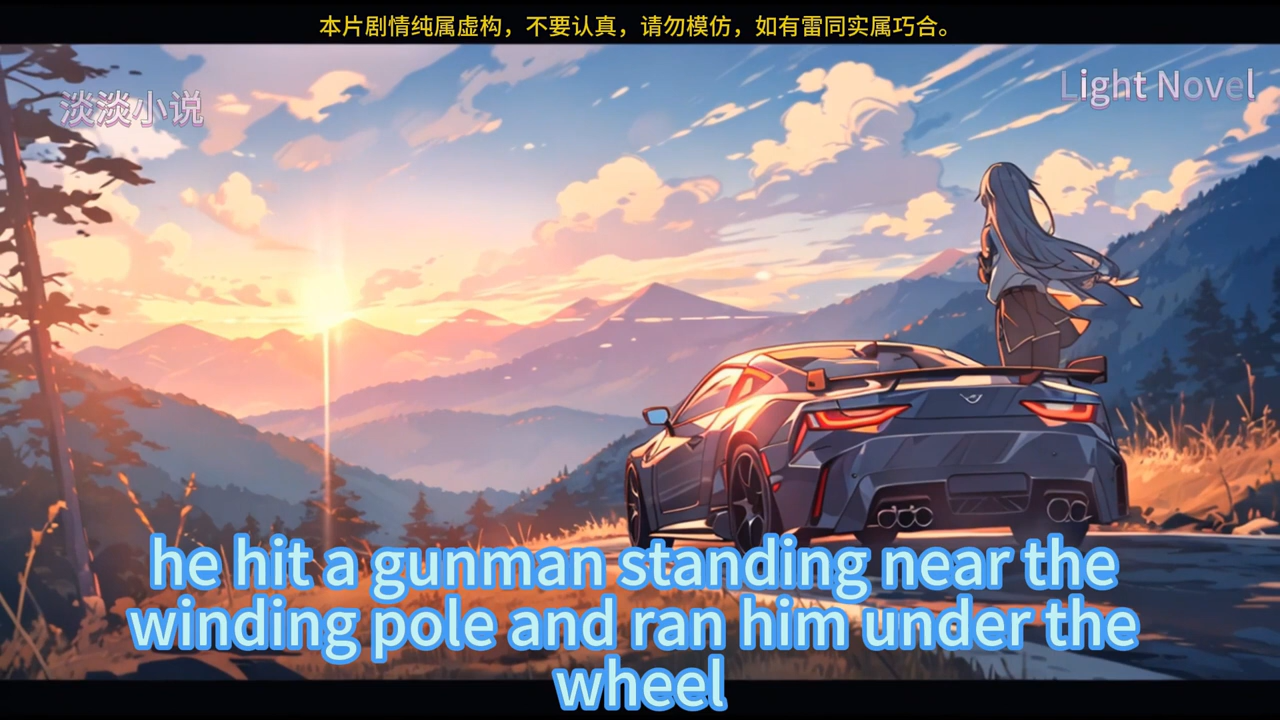 本片剧情纯属虚构，不要认真，请勿模仿，如有雷同实属巧合。
淡淡小说
Light Novel
he hit a gunman standing near the
winding pole and ran him under the
wheel